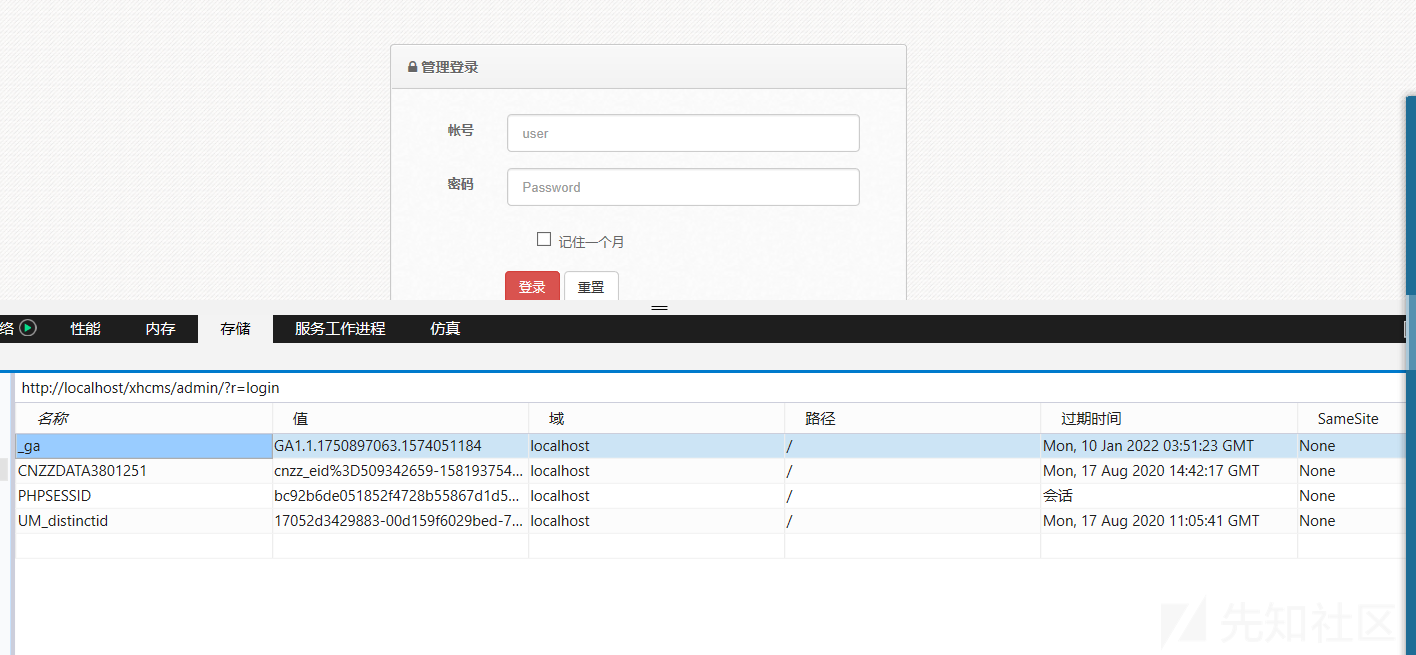 管理登录
帐号 user
密码 Password
记住一个月
登录 重置
络 性能 内存 存储 服务工作进程 仿真
http://localhost/xhcms/admin/?r=login
名称 值 域 路径 过期时间 SameSite
_ga GA1.1.1750897063.1574051184 localhost / Mon, 10 Jan 2022 03:51:23 GMT None
CNZZDATA3801251 cnzz_eid%3D509342659-158193754... localhost / Mon, 17 Aug 2020 14:42:17 GMT None
PHPSESSID bc92b6de051852f4728b55867d1d5... localhost / 会话 None
UM_distinctid 17052d3429883-00d159f6029bed-7... localhost / Mon, 17 Aug 2020 11:05:41 GMT None
先知社区